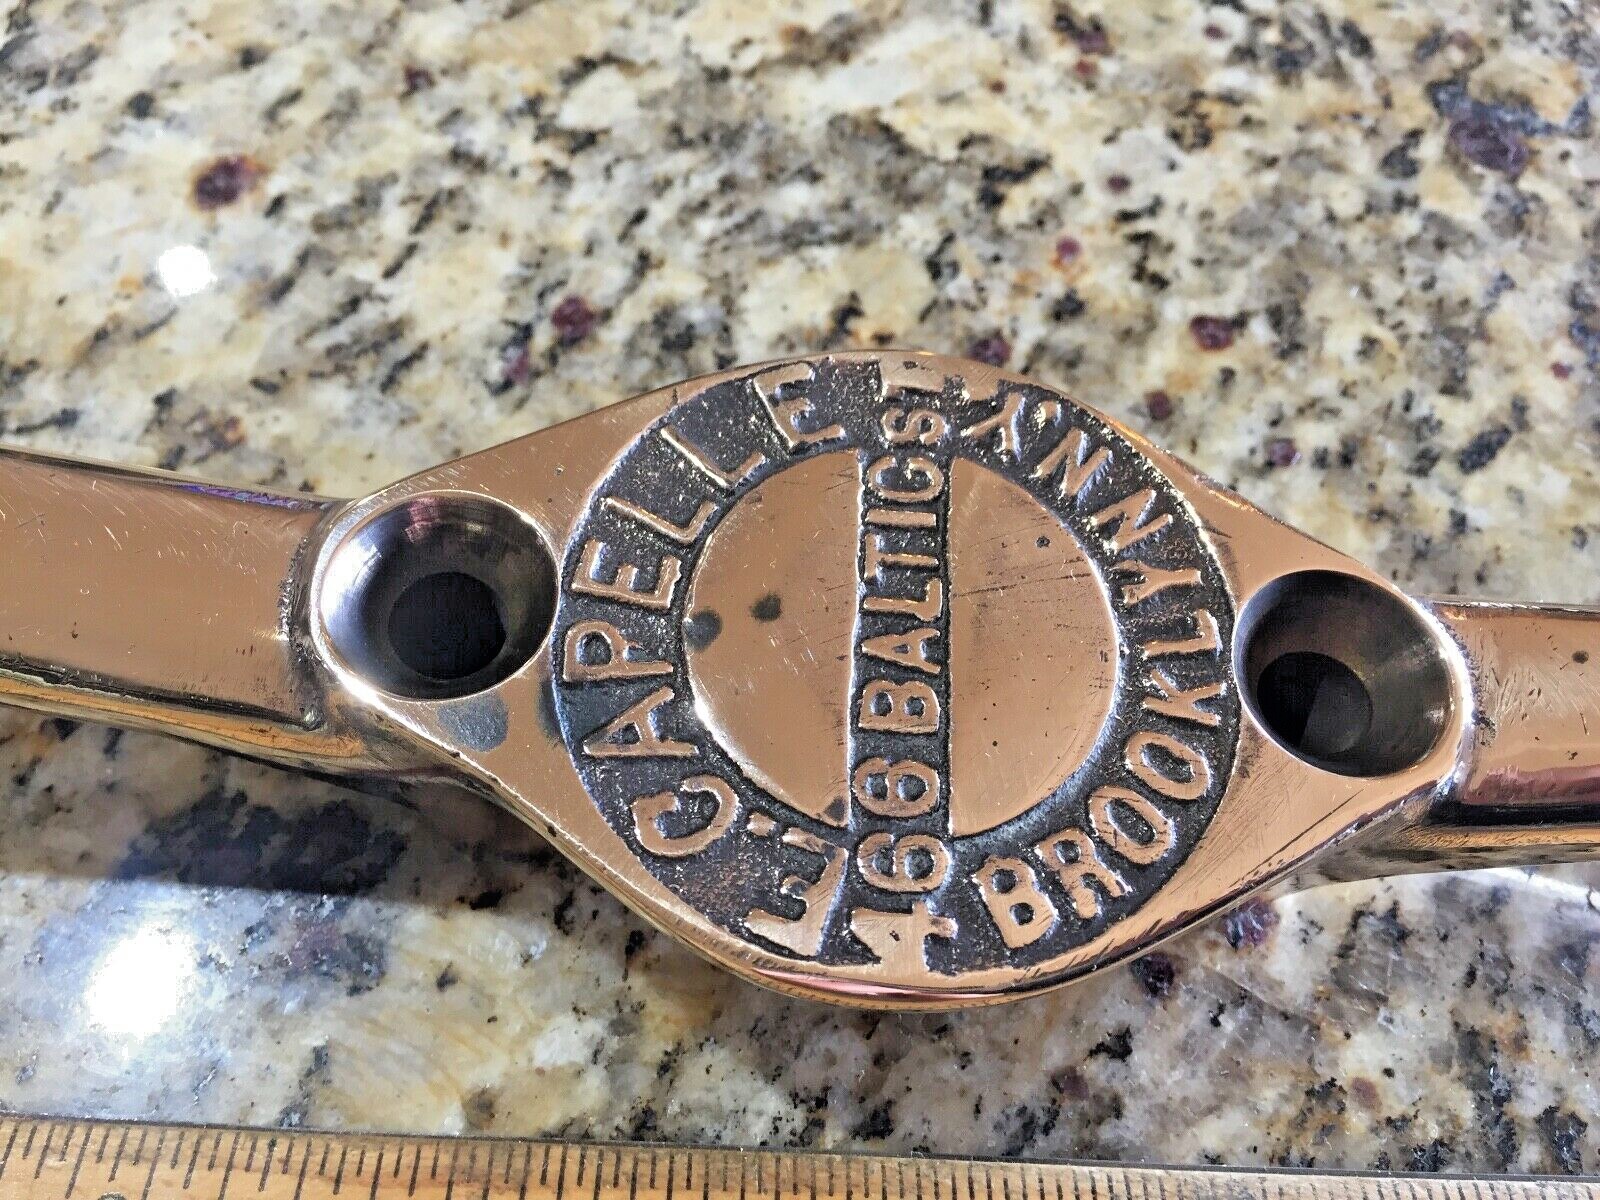 E. CAPELLE
466 BALTIC ST
BROOKLYN N.Y.